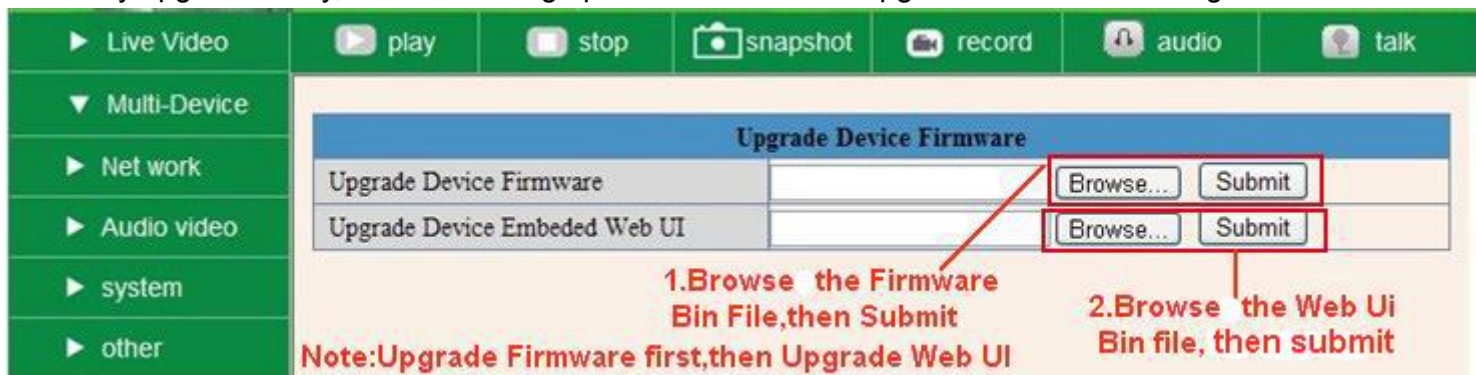 Live Video
play
stop
snapshot
record
audio
talk
Multi-Device
Net work
Audio video
system
other
Upgrade Device Firmware
Upgrade Device Firmware
Browse... Submit
Upgrade Device Embeded Web UI
Browse... Submit
1.Browse the Firmware
Bin File,then Submit
2.Browse the Web Ui
Bin file, then submit
Note:Upgrade Firmware first,then Upgrade Web UI